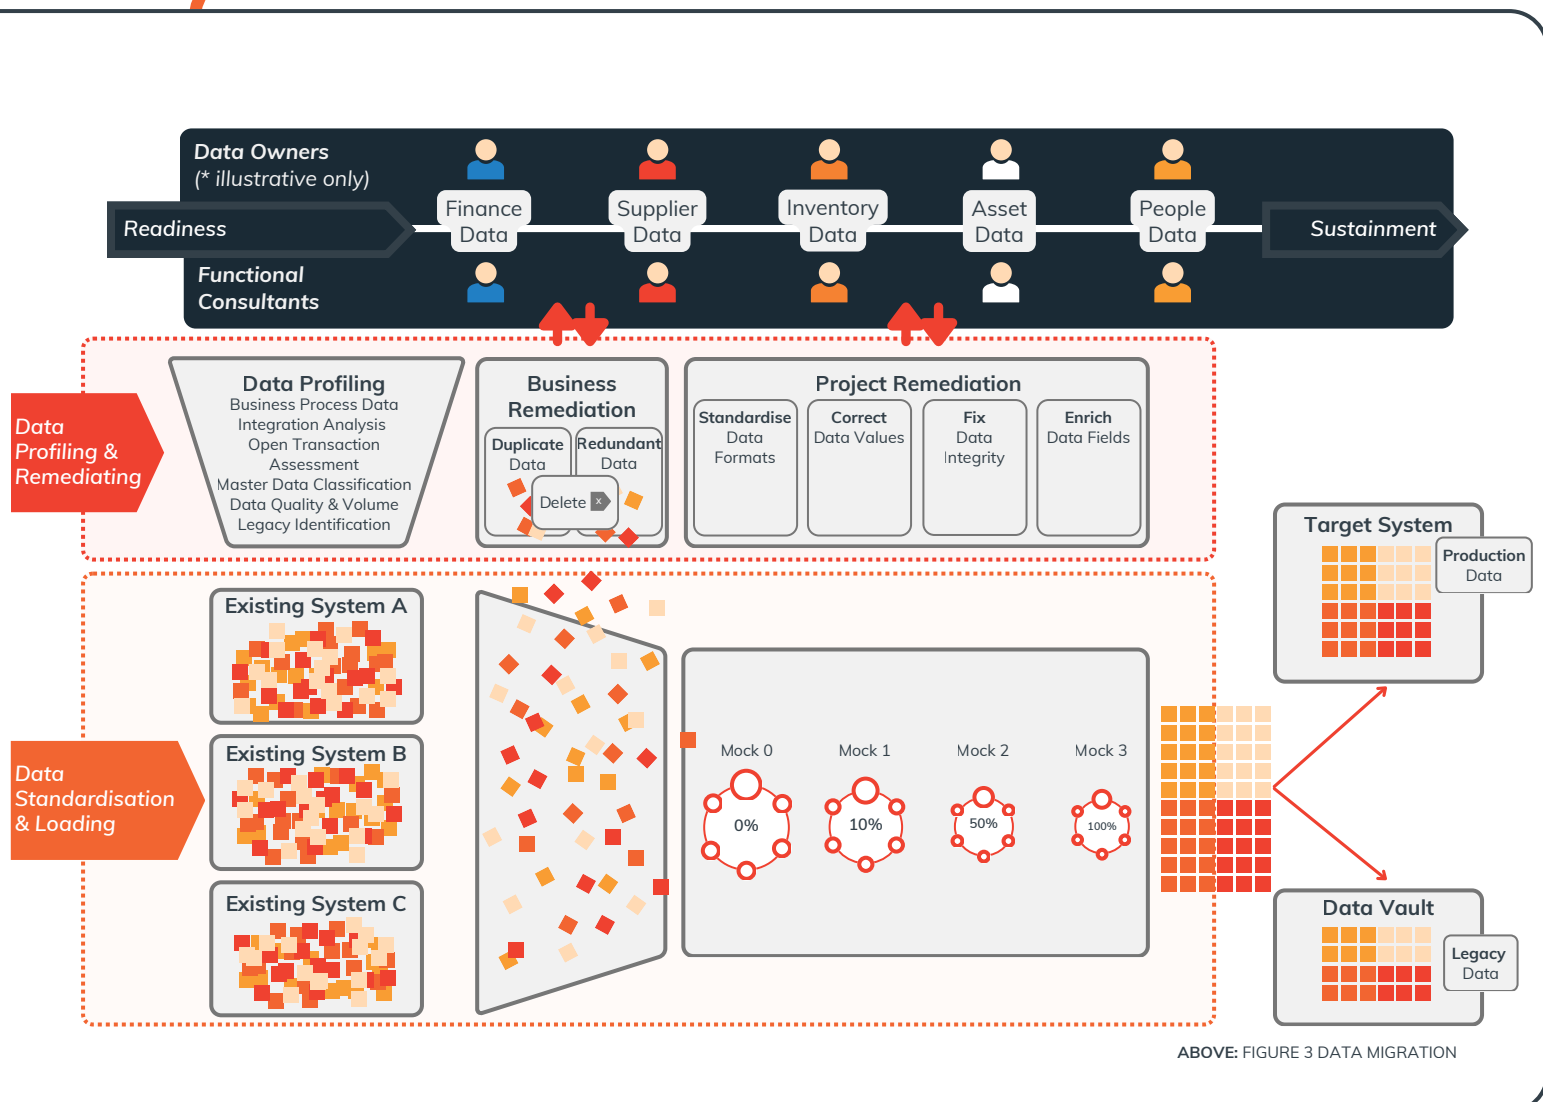 Data Owners
(* illustrative only)
Readiness
Finance
Data
Supplier
Data
Inventory
Data
Asset
Data
People
Data
Sustainment
Functional
Consultants
Data
Profiling &
Remediating
Data Profiling
Business Process Data
Integration Analysis
Open Transaction
Assessment
Master Data Classification
Data Quality & Volume
Legacy Identification
Business
Remediation
Duplicate
Data
Redundant
Data
Delete x
Project Remediation
Standardise
Data
Formats
Correct
Data Values
Fix
Data
Integrity
Enrich
Data Fields
Data
Standardisation
& Loading
Existing System A
Existing System B
Existing System C
Mock 0
Mock 1
Mock 2
Mock 3
0%
10%
50%
100%
Target System
Production
Data
Data Vault
Legacy
Data
ABOVE: FIGURE 3 DATA MIGRATION